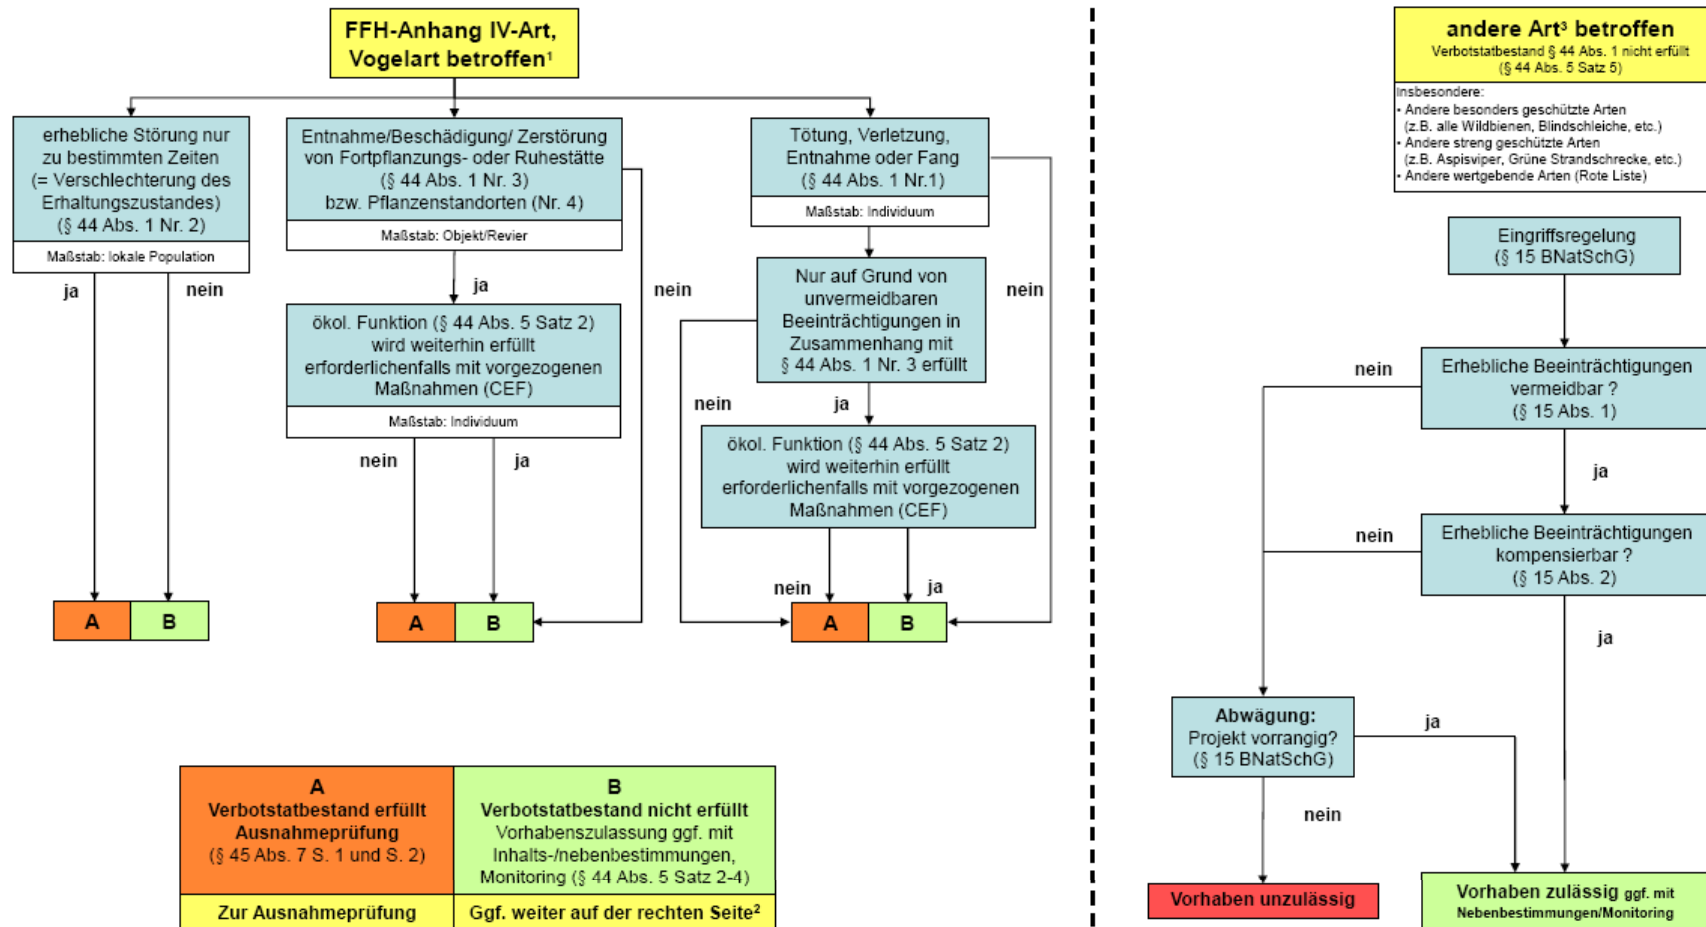 FFH-Anhang IV-Art,
Vogelart betroffen¹
erhebliche Störung nur
zu bestimmten Zeiten
(= Verschlechterung des
Erhaltungszustandes)
(§ 44 Abs. 1 Nr. 2)
Maßstab: lokale Population
ja
nein
Entnahme/Beschädigung/ Zerstörung
von Fortpflanzungs- oder Ruhestätte
(§ 44 Abs. 1 Nr. 3)
bzw. Pflanzenstandorten (Nr. 4)
Maßstab: Objekt/Revier
ja
nein
ökol. Funktion (§ 44 Abs. 5 Satz 2)
wird weiterhin erfüllt
erforderlichenfalls mit vorgezogenen
Maßnahmen (CEF)
Maßstab: Individuum
nein
ja
Tötung, Verletzung,
Entnahme oder Fang
(§ 44 Abs. 1 Nr.1)
Maßstab: Individuum
nein
Nur auf Grund von
unvermeidbaren
Beeinträchtigungen in
Zusammenhang mit
§ 44 Abs. 1 Nr. 3 erfüllt
nein
ja
ökol. Funktion (§ 44 Abs. 5 Satz 2)
wird weiterhin erfüllt
erforderlichenfalls mit vorgezogenen
Maßnahmen (CEF)
nein
ja
A B
A B
A B
A
Verbotstatbestand erfüllt
Ausnahmeprüfung
(§ 45 Abs. 7 S. 1 und S. 2)
Zur Ausnahmeprüfung
B
Verbotstatbestand nicht erfüllt
Vorhabenszulassung ggf. mit
Inhalts-/nebenbestimmungen,
Monitoring (§ 44 Abs. 5 Satz 2-4)
Ggf. weiter auf der rechten Seite²
andere Art³ betroffen
Verbotstatbestand § 44 Abs. 1 nicht erfüllt
(§ 44 Abs. 5 Satz 5)
Insbesondere:
• Andere besonders geschützte Arten
(z.B. alle Wildbienen, Blindschleiche, etc.)
• Andere streng geschützte Arten
(z.B. Aspisviper, Grüne Strandschrecke, etc.)
• Andere wertgebende Arten (Rote Liste)
Eingriffsregelung
(§ 15 BNatSchG)
Erhebliche Beeinträchtigungen
vermeidbar ?
(§ 15 Abs. 1)
nein
ja
Erhebliche Beeinträchtigungen
kompensierbar ?
(§ 15 Abs. 2)
nein
ja
Abwägung:
Projekt vorrangig?
(§ 15 BNatSchG)
ja
nein
Vorhaben unzulässig
Vorhaben zulässig ggf. mit
Nebenbestimmungen/Monitoring